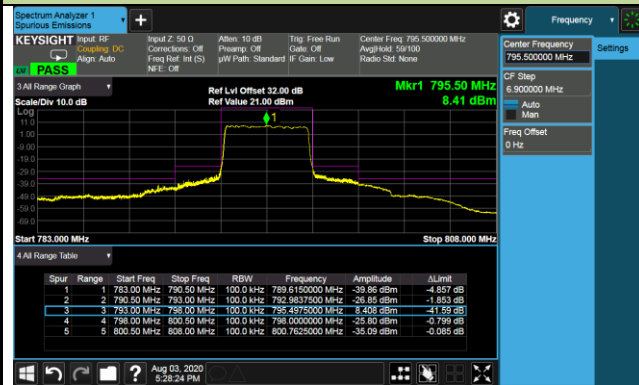 Spectrum Analyzer 1
Spurious Emissions
Frequency
KEYSIGHT
Input: RF
Coupling: DC
Align: Auto
Input Z: 50 Ω
Corrections: Off
Freq Ref: Int (S)
NFE: Off
Atten: 10 dB
Preamp: Off
µW Path: Standard
Trig: Free Run
Gate: Off
IF Gain: Low
Center Freq: 795.500000 MHz
Avg|Hold: 59/100
Radio Std: None
PASS
Center Frequency
795.500000 MHz
Settings
CF Step
6.900000 MHz
Auto
Man
Freq Offset
0 Hz
3 All Range Graph
Scale/Div 10.0 dB
Ref Lvl Offset 32.00 dB
Ref Value 21.00 dBm
Mkr1 795.50 MHz
8.41 dBm
Log
11.0
1.00
-9.00
-19.0
-29.0
-39.0
-49.0
-59.0
-69.0
1
Start 783.000 MHz
Stop 808.000 MHz
4 All Range Table
Spur Range Start Freq Stop Freq RBW Frequency Amplitude ΔLimit
1 1 783.00 MHz 790.50 MHz 100.0 kHz 789.6150000 MHz -39.86 dBm -4.857 dB
2 2 790.50 MHz 793.00 MHz 100.0 kHz 792.9837500 MHz -26.85 dBm -1.853 dB
3 3 793.00 MHz 798.00 MHz 100.0 kHz 795.4975000 MHz 8.408 dBm -41.59 dB
4 4 798.00 MHz 800.50 MHz 100.0 kHz 798.0000000 MHz -25.80 dBm -0.799 dB
5 5 800.50 MHz 808.00 MHz 100.0 kHz 800.7625000 MHz -35.09 dBm -0.085 dB
Aug 03, 2020
5:28:24 PM